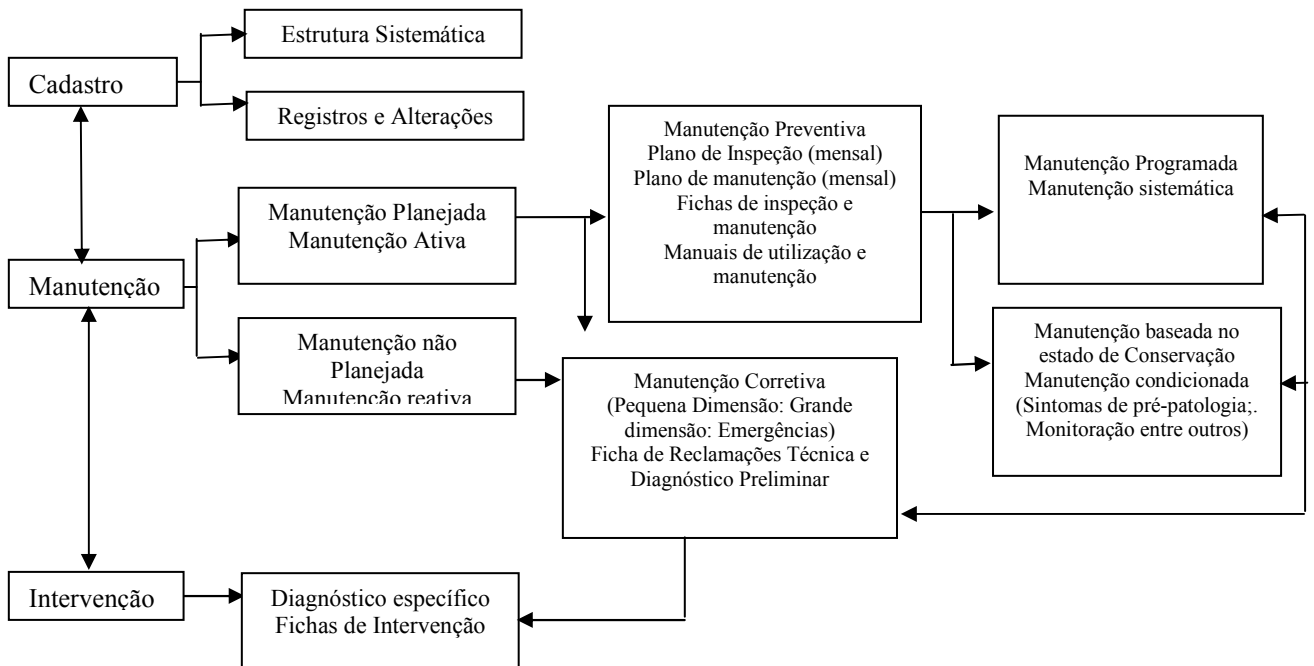 Estrutura Sistemática
Cadastro
Registros e Alterações
Manutenção Preventiva
Plano de Inspeção (mensal)
Plano de manutenção (mensal)
Fichas de inspeção e
manutenção
Manuais de utilização e
manutenção
Manutenção Programada
Manutenção sistemática
Manutenção Planejada
Manutenção Ativa
Manutenção
Manutenção não
Planejada
Manutenção reativa
Manutenção baseada no
estado de Conservação
Manutenção condicionada
(Sintomas de pré-patologia;.
Monitoração entre outros)
Manutenção Corretiva
(Pequena Dimensão: Grande
dimensão: Emergências)
Ficha de Reclamações Técnica e
Diagnóstico Preliminar
Intervenção
Diagnóstico específico
Fichas de Intervenção